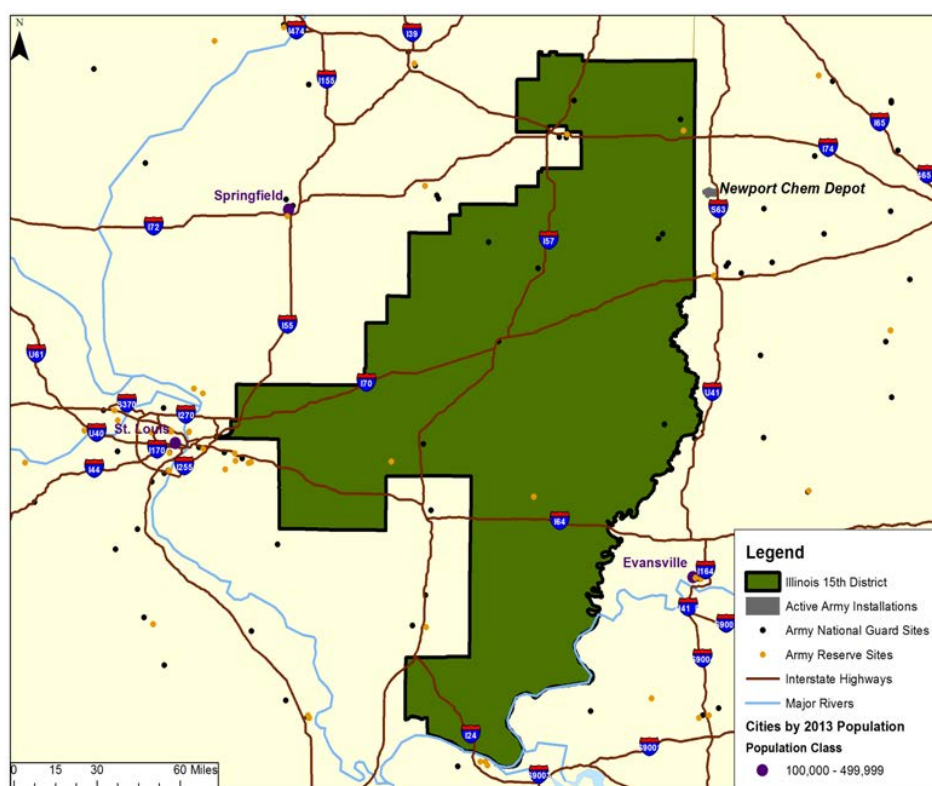 N
I474
I39
I155
I65
I74
I465
Springfield
Newport Chem Depot
S63
I72
I57
I55
U61
I70
U41
S370
I270
U40
St. Louis
I170
I44
I255
I64
Evansville
I164
I24
S900
S900
Legend
Illinois 15th District
Active Army Installations
Army National Guard Sites
Army Reserve Sites
Interstate Highways
Major Rivers
Cities by 2013 Population
Population Class
100,000 - 499,999
0 15 30 60 Miles